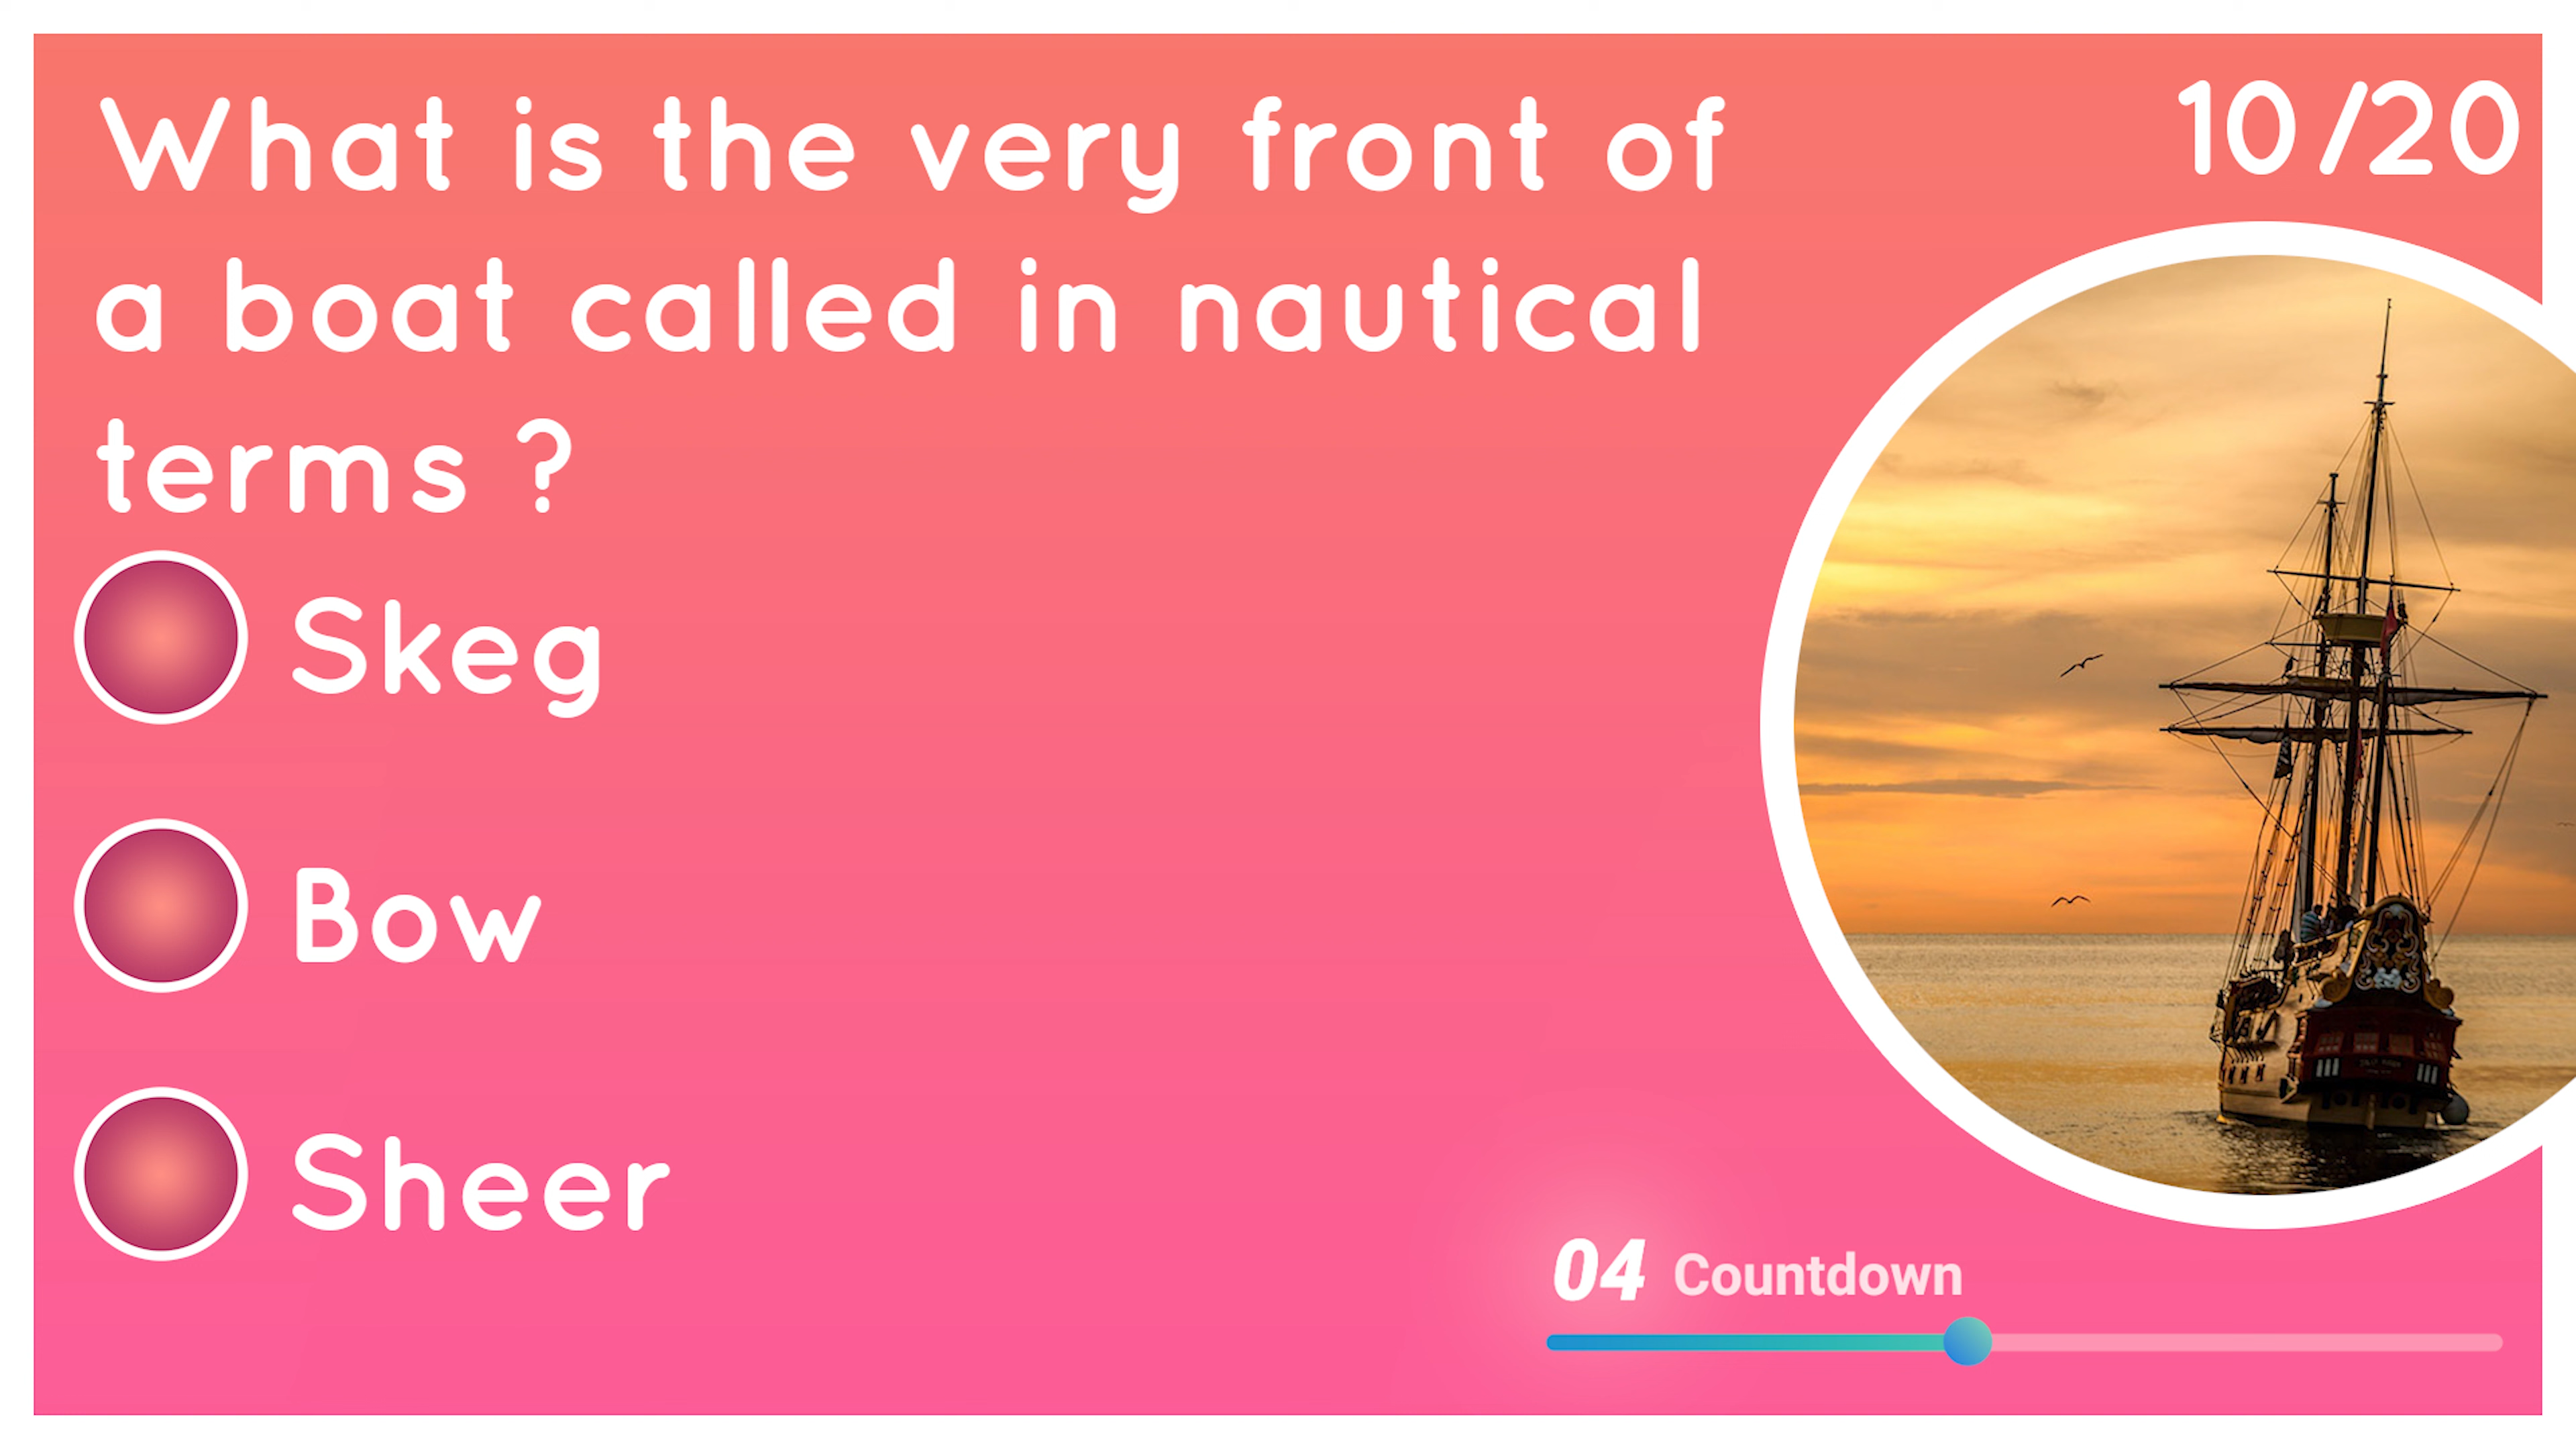 What is the very front of
a boat called in nautical
terms ?
10/20
Skeg
Bow
Sheer
04 Countdown